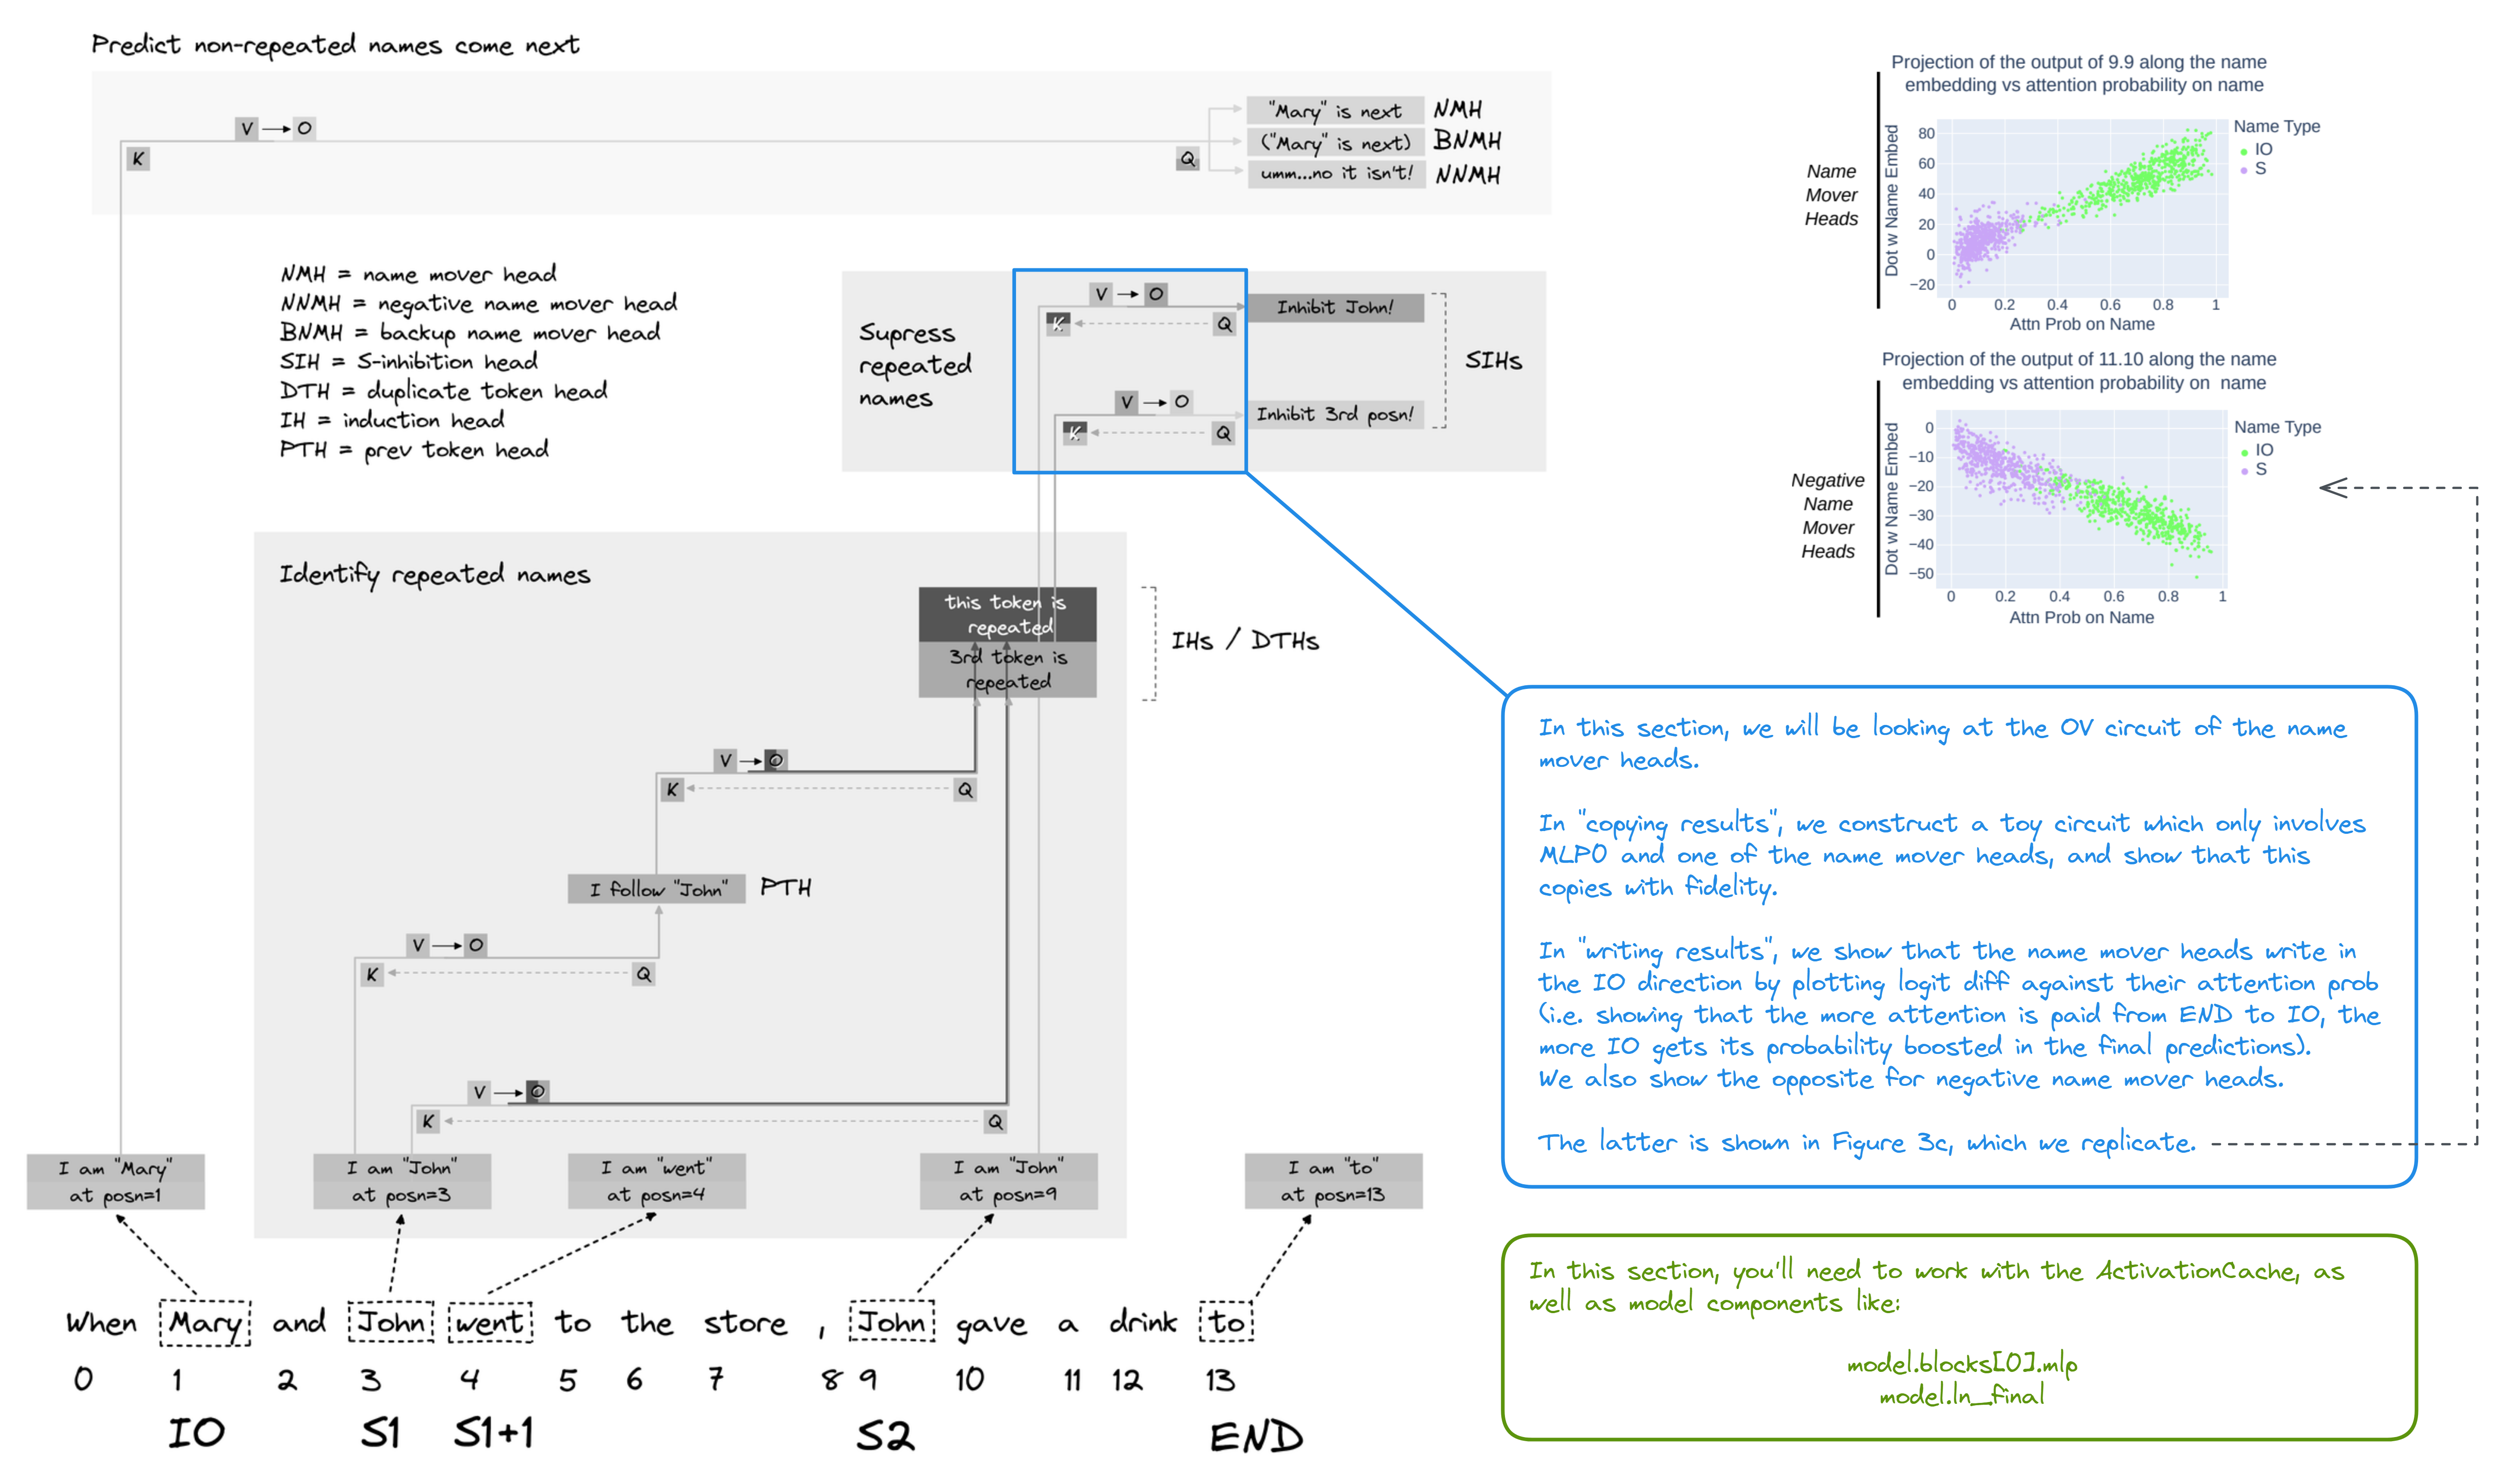 Predict non-repeated names come next
V → O
K
Q
"Mary" is next NMH
("Mary" is next) BNMH
umm...no it isn't! NNMH
NMH = name mover head
NNMH = negative name mover head
BNMH = backup name mover head
SIH = S-inhibition head
DTH = duplicate token head
IH = induction head
PTH = prev token head
Supress
repeated
names
V → O
K
Q
Inhibit John!
V → O
K
Q
Inhibit 3rd posn!
SIHs
Identify repeated names
this token is
repeated
3rd token is
repeated
IHs / DTHs
V → O
K
Q
I follow "John" PTH
V → O
K
Q
V → O
K
Q
I am "Mary"
at posn=1
I am "John"
at posn=3
I am "went"
at posn=4
I am "John"
at posn=9
I am "to"
at posn=13
When Mary and John went to the store , John gave a drink to
0 1 2 3 4 5 6 7 8 9 10 11 12 13
IO S1 S1+1 S2 END
Projection of the output of 9.9 along the name
embedding vs attention probability on name
Name
Mover
Heads
Dot w Name Embed
80
60
40
20
0
−20
0 0.2 0.4 0.6 0.8 1
Attn Prob on Name
Name Type
IO
S
Projection of the output of 11.10 along the name
embedding vs attention probability on name
Negative
Name
Mover
Heads
Dot w Name Embed
0
−10
−20
−30
−40
−50
0 0.2 0.4 0.6 0.8 1
Attn Prob on Name
Name Type
IO
S
In this section, we will be looking at the OV circuit of the name
mover heads.
In "copying results", we construct a toy circuit which only involves
MLP0 and one of the name mover heads, and show that this
copies with fidelity.
In "writing results", we show that the name mover heads write in
the IO direction by plotting logit diff against their attention prob
(i.e. showing that the more attention is paid from END to IO, the
more IO gets its probability boosted in the final predictions).
We also show the opposite for negative name mover heads.
The latter is shown in Figure 3c, which we replicate.
In this section, you'll need to work with the ActivationCache, as
well as model components like:
model.blocks[0].mlp
model.ln_final